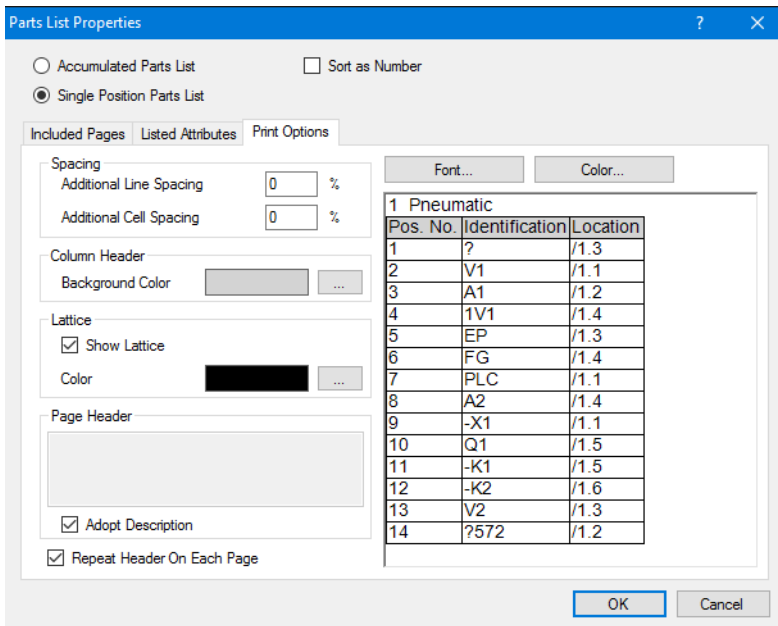 Parts List Properties
?
Accumulated Parts List
Sort as Number
Single Position Parts List
Included Pages Listed Attributes Print Options
Spacing
Additional Line Spacing 0 %
Additional Cell Spacing 0 %
Column Header
Background Color ...
Lattice
Show Lattice
Color ...
Page Header
Adopt Description
Repeat Header On Each Page
Font... Color...
1 Pneumatic
Pos. No. Identification Location
1 ? /1.3
2 V1 /1.1
3 A1 /1.2
4 1V1 /1.4
5 EP /1.3
6 FG /1.4
7 PLC /1.1
8 A2 /1.4
9 -X1 /1.1
10 Q1 /1.5
11 -K1 /1.5
12 -K2 /1.6
13 V2 /1.3
14 ?572 /1.2
OK Cancel